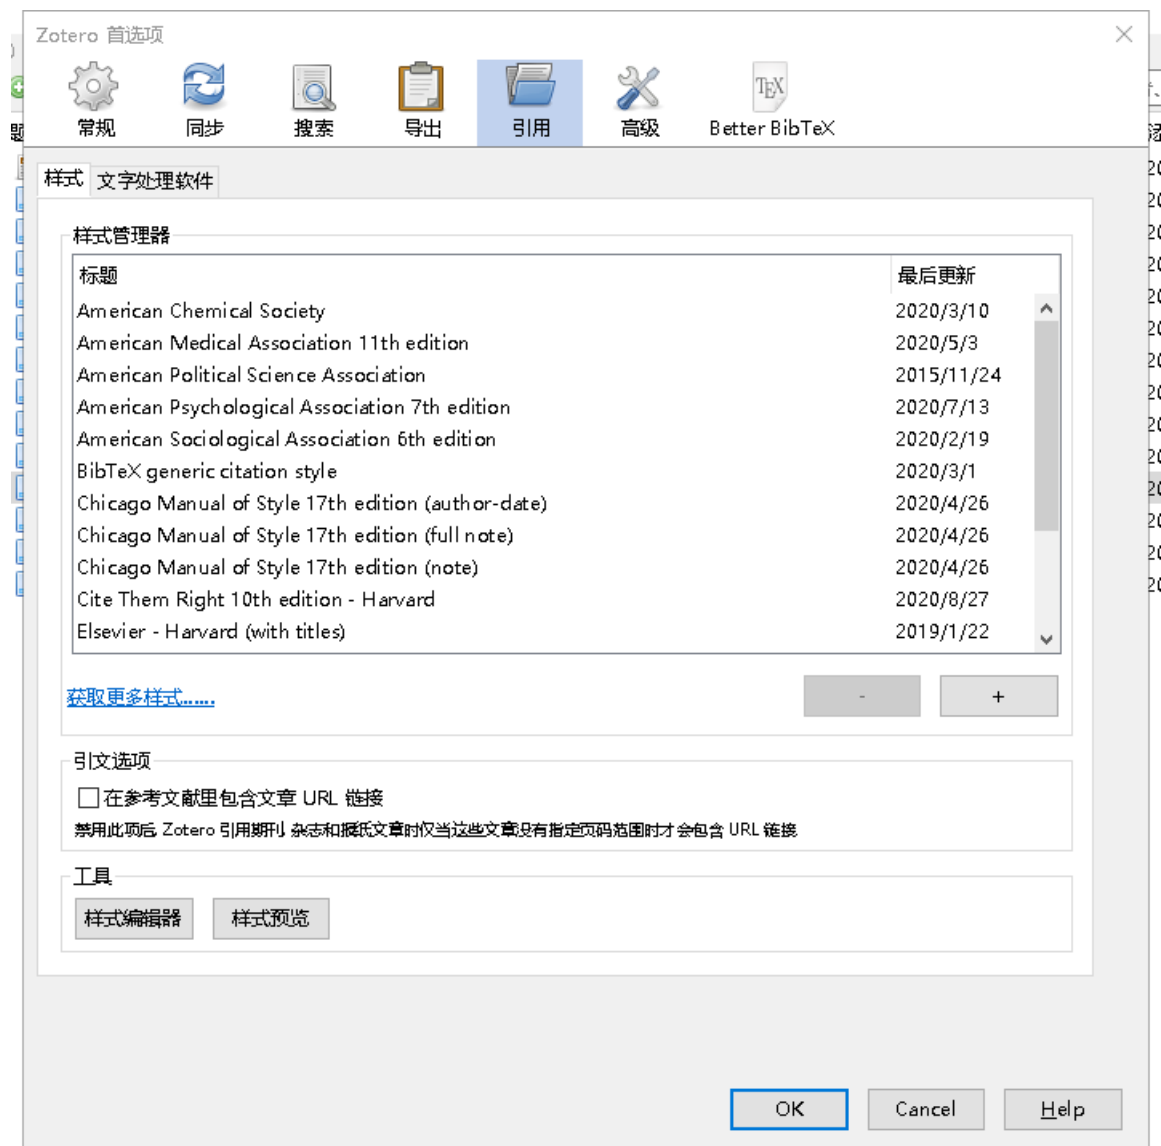 Zotero 首选项
常规 同步 搜索 导出 引用 高级 TEX Better BibTeX
样式 文字处理软件
样式管理器
标题 最后更新
American Chemical Society 2020/3/10
American Medical Association 11th edition 2020/5/3
American Political Science Association 2015/11/24
American Psychological Association 7th edition 2020/7/13
American Sociological Association 6th edition 2020/2/19
BibTeX generic citation style 2020/3/1
Chicago Manual of Style 17th edition (author-date) 2020/4/26
Chicago Manual of Style 17th edition (full note) 2020/4/26
Chicago Manual of Style 17th edition (note) 2020/4/26
Cite Them Right 10th edition - Harvard 2020/8/27
Elsevier - Harvard (with titles) 2019/1/22
获取更多样式...... - +
引文选项
在参考文献里包含文章 URL 链接
禁用此项后, Zotero 引用期刊, 杂志和报纸文章时仅当这些文章没有指定页码范围时才会包含 URL 链接
工具
样式编辑器 样式预览
OK Cancel Help